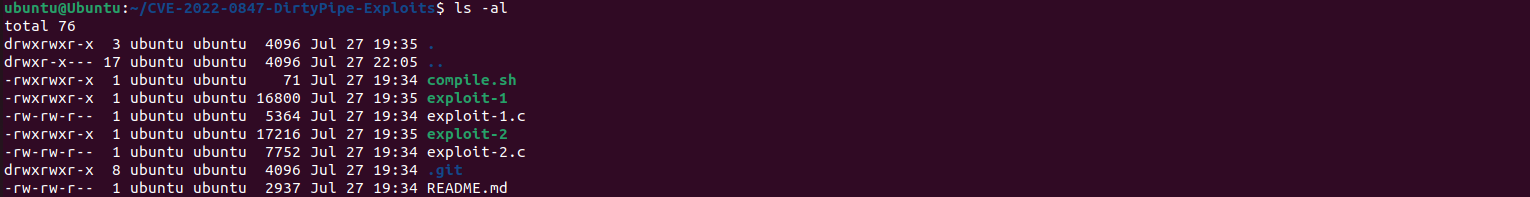 ubuntu@Ubuntu:~/CVE-2022-0847-DirtyPipe-Exploits$ ls -al
total 76
drwxrwxr-x  3 ubuntu ubuntu  4096 Jul 27 19:35 .
drwxr-x--- 17 ubuntu ubuntu  4096 Jul 27 22:05 ..
-rwxrwxr-x  1 ubuntu ubuntu    71 Jul 27 19:34 compile.sh
-rwxrwxr-x  1 ubuntu ubuntu 16800 Jul 27 19:35 exploit-1
-rw-rw-r--  1 ubuntu ubuntu  5364 Jul 27 19:34 exploit-1.c
-rwxrwxr-x  1 ubuntu ubuntu 17216 Jul 27 19:35 exploit-2
-rw-rw-r--  1 ubuntu ubuntu  7752 Jul 27 19:34 exploit-2.c
drwxrwxr-x  8 ubuntu ubuntu  4096 Jul 27 19:34 .git
-rw-rw-r--  1 ubuntu ubuntu  2937 Jul 27 19:34 README.md